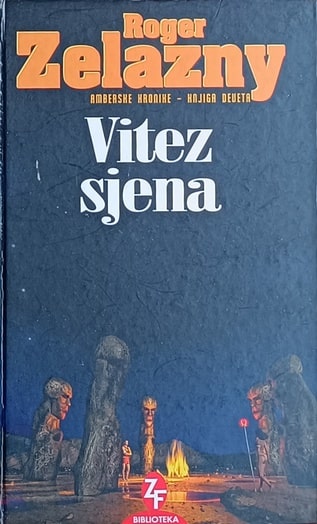 Roger
Zelazny
AMBERSKE KRONIKE - KNJIGA DEVETA
Vitez
sjena
ZF
BIBLIOTEKA